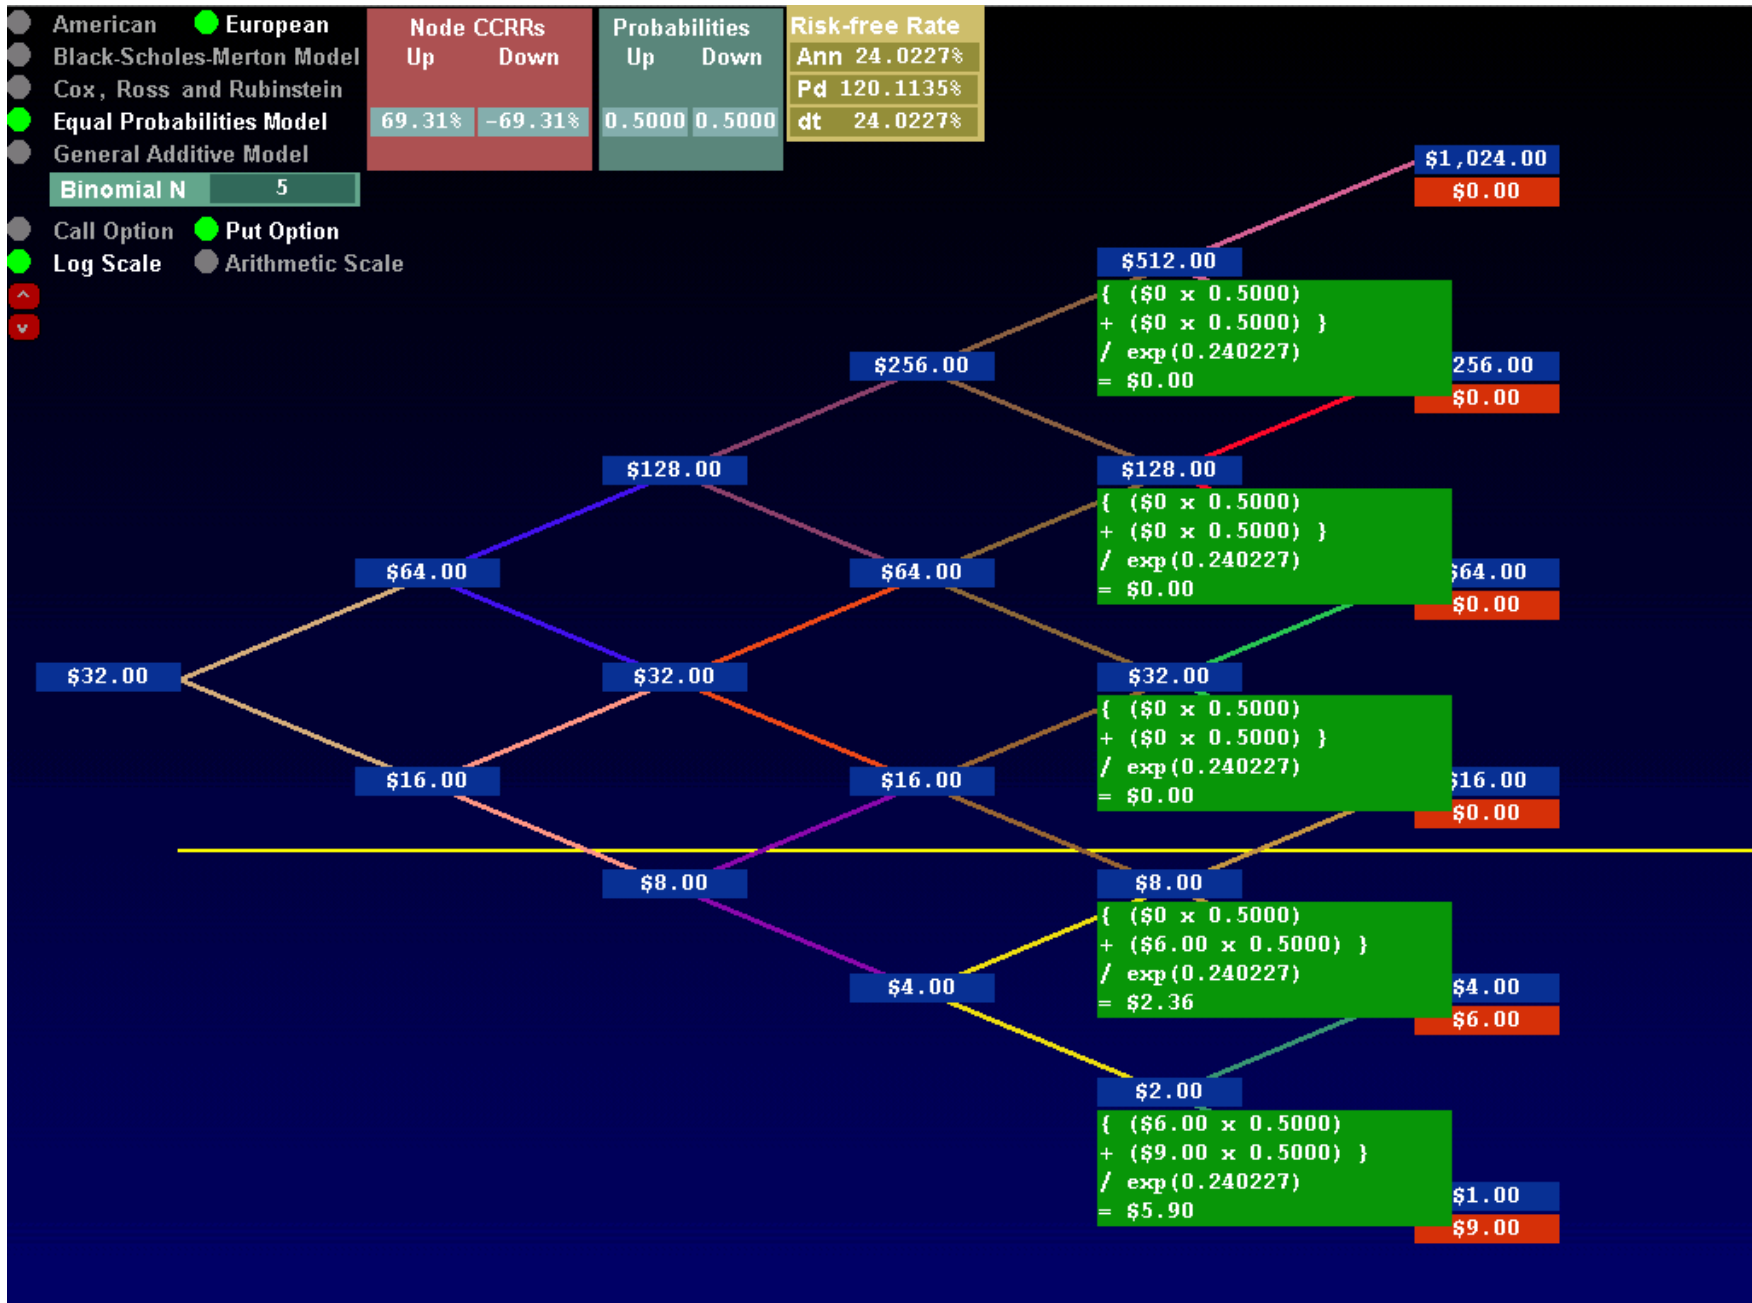 American European
Black-Scholes-Merton Model
Cox, Ross and Rubinstein
Equal Probabilities Model
General Additive Model
Binomial N 5
Call Option Put Option
Log Scale Arithmetic Scale
^
v
Node CCRRs
Up Down
69.31% -69.31%
Probabilities
Up Down
0.5000 0.5000
Risk-free Rate
Ann 24.0227%
Pd 120.1135%
dt 24.0227%
$32.00
$64.00
$16.00
$128.00
$32.00
$8.00
$256.00
$64.00
$16.00
$4.00
$512.00
{ ($0 x 0.5000)
+ ($0 x 0.5000) }
/ exp(0.240227)
= $0.00
$128.00
{ ($0 x 0.5000)
+ ($0 x 0.5000) }
/ exp(0.240227)
= $0.00
$32.00
{ ($0 x 0.5000)
+ ($0 x 0.5000) }
/ exp(0.240227)
= $0.00
$8.00
{ ($0 x 0.5000)
+ ($6.00 x 0.5000) }
/ exp(0.240227)
= $2.36
$2.00
{ ($6.00 x 0.5000)
+ ($9.00 x 0.5000) }
/ exp(0.240227)
= $5.90
$1,024.00
$0.00
256.00
$0.00
$64.00
$0.00
$16.00
$0.00
$4.00
$6.00
$1.00
$9.00